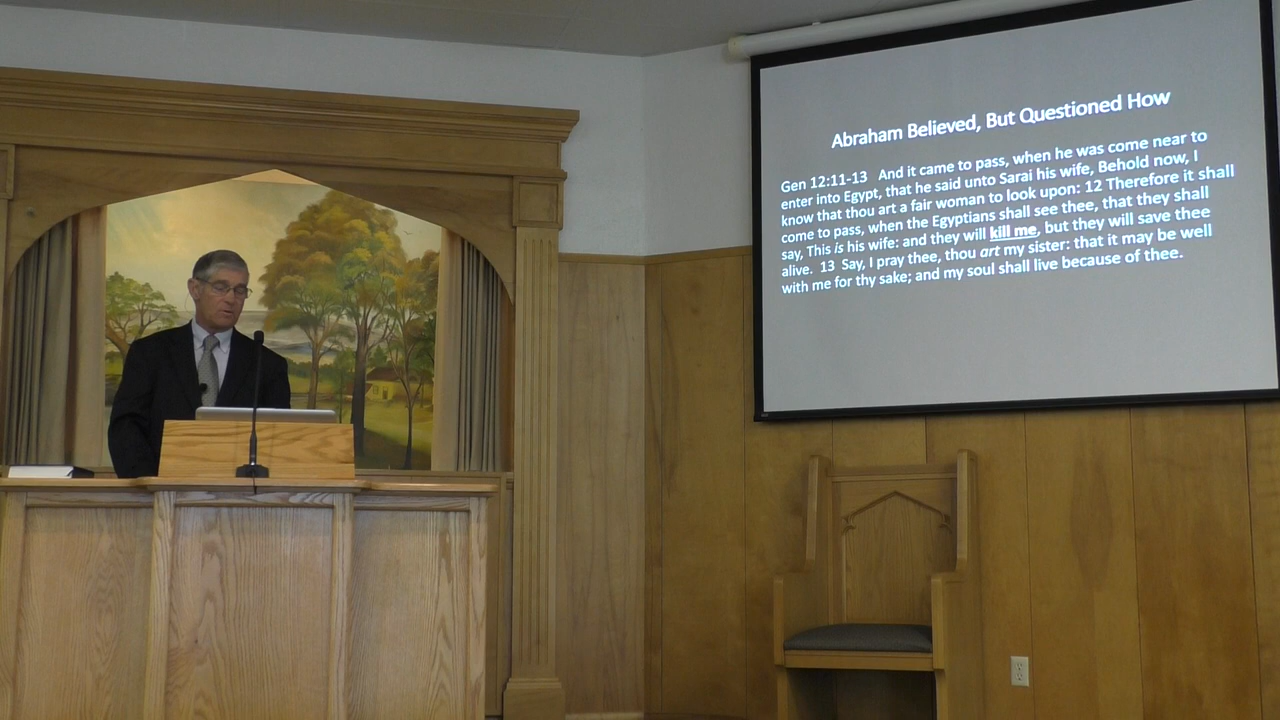 Abraham Believed, But Questioned How
Gen 12:11-13 And it came to pass, when he was come near to
enter into Egypt, that he said unto Sarai his wife, Behold now, I
know that thou art a fair woman to look upon: 12 Therefore it shall
come to pass, when the Egyptians shall see thee, that they shall
say, This is his wife: and they will kill me, but they will save thee
alive. 13 Say, I pray thee, thou art my sister: that it may be well
with me for thy sake; and my soul shall live because of thee.